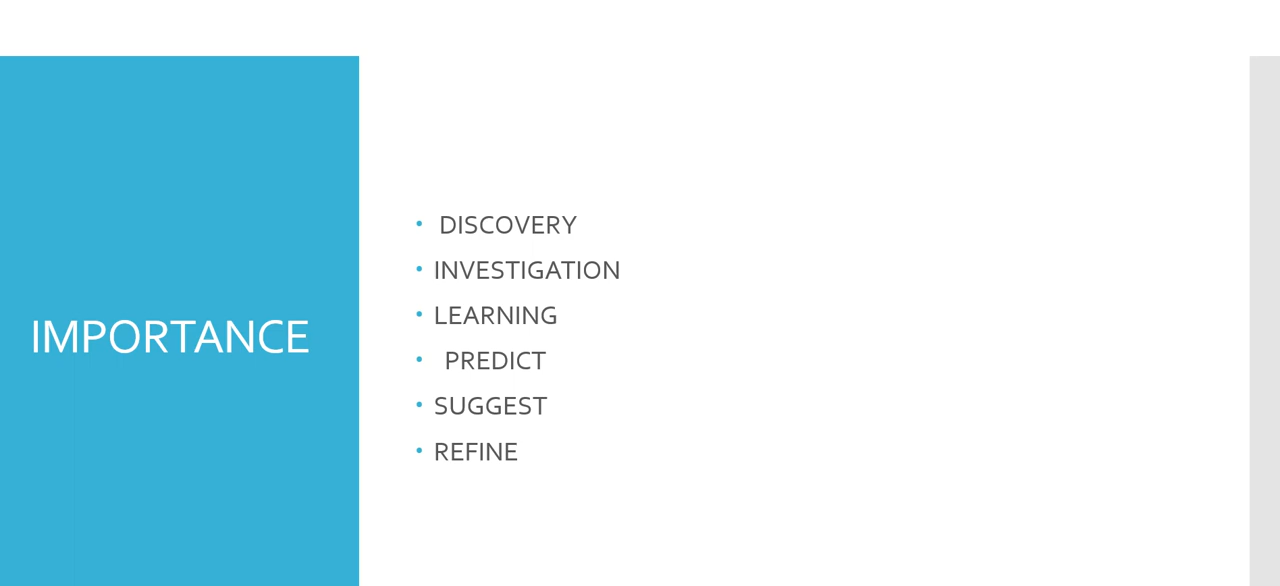 IMPORTANCE
• DISCOVERY
• INVESTIGATION
• LEARNING
• PREDICT
• SUGGEST
• REFINE